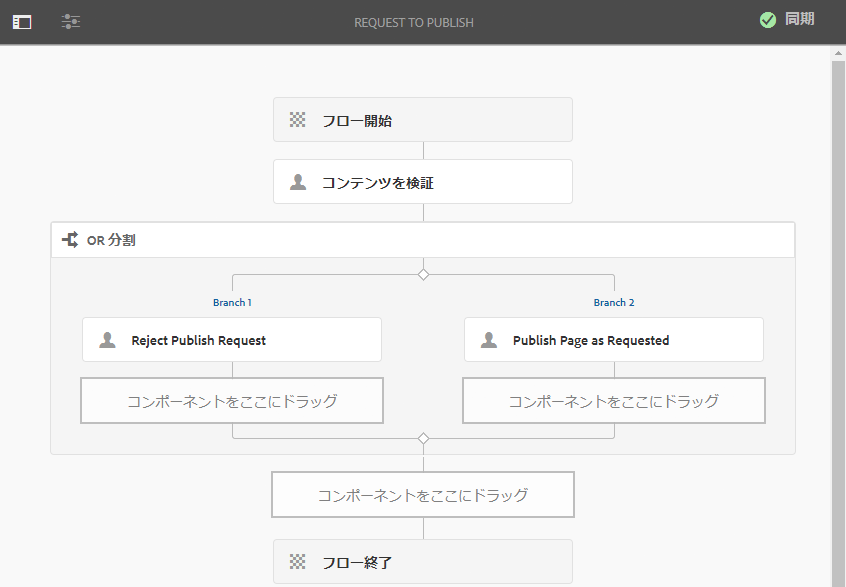 REQUEST TO PUBLISH
同期
フロー開始
コンテンツを検証
OR 分割
Branch 1
Branch 2
Reject Publish Request
Publish Page as Requested
コンポーネントをここにドラッグ
コンポーネントをここにドラッグ
コンポーネントをここにドラッグ
フロー終了